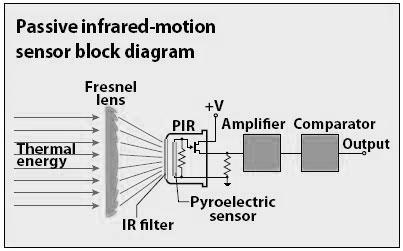 Passive infrared-motion
sensor block diagram
Fresnel
lens
PIR
+V
Amplifier
Comparator
Output
Thermal
energy
Pyroelectric
sensor
IR filter